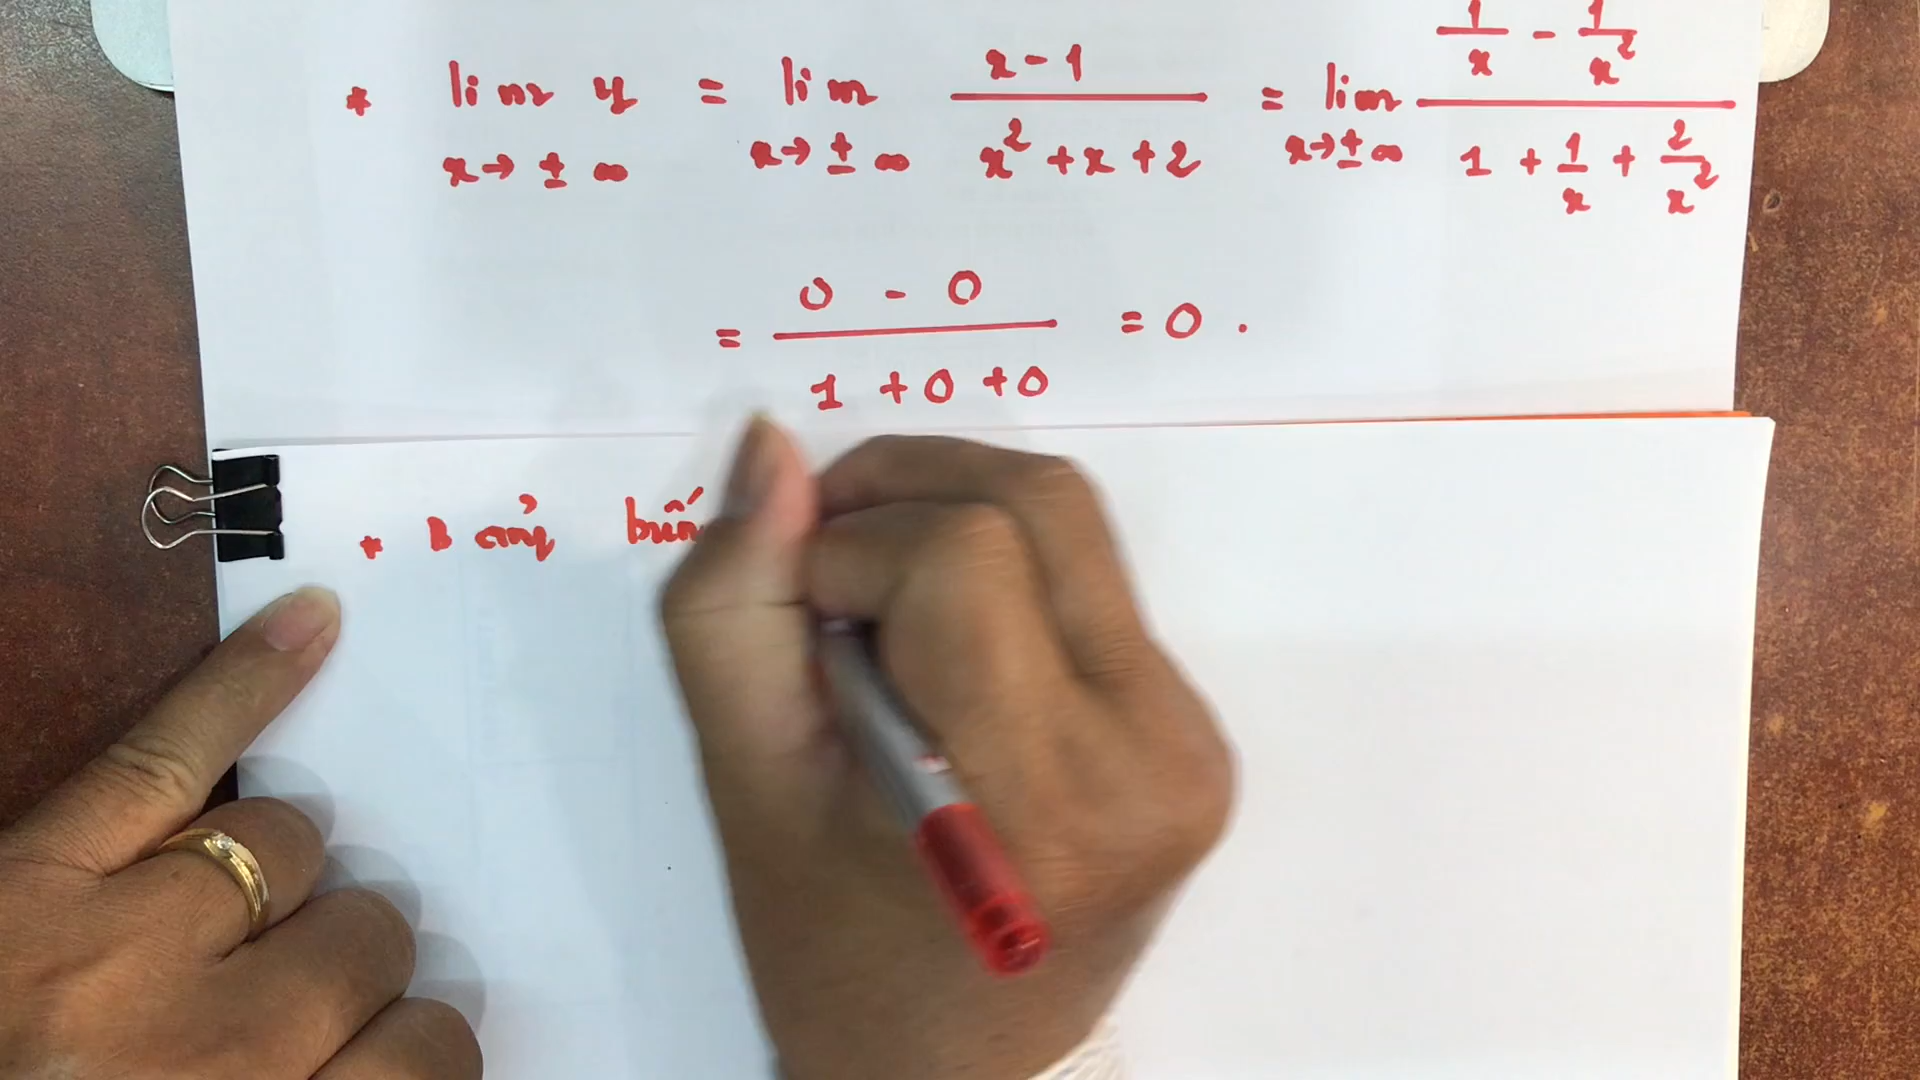 * lim y = lim x - 1 / x² + x + 2 = lim 1/x - 1/x² / 1 + 1/x + 2/x²
x → ± ∞ x → ± ∞ x → ± ∞
= 0 - 0 / 1 + 0 + 0 = 0 .
* Bảng